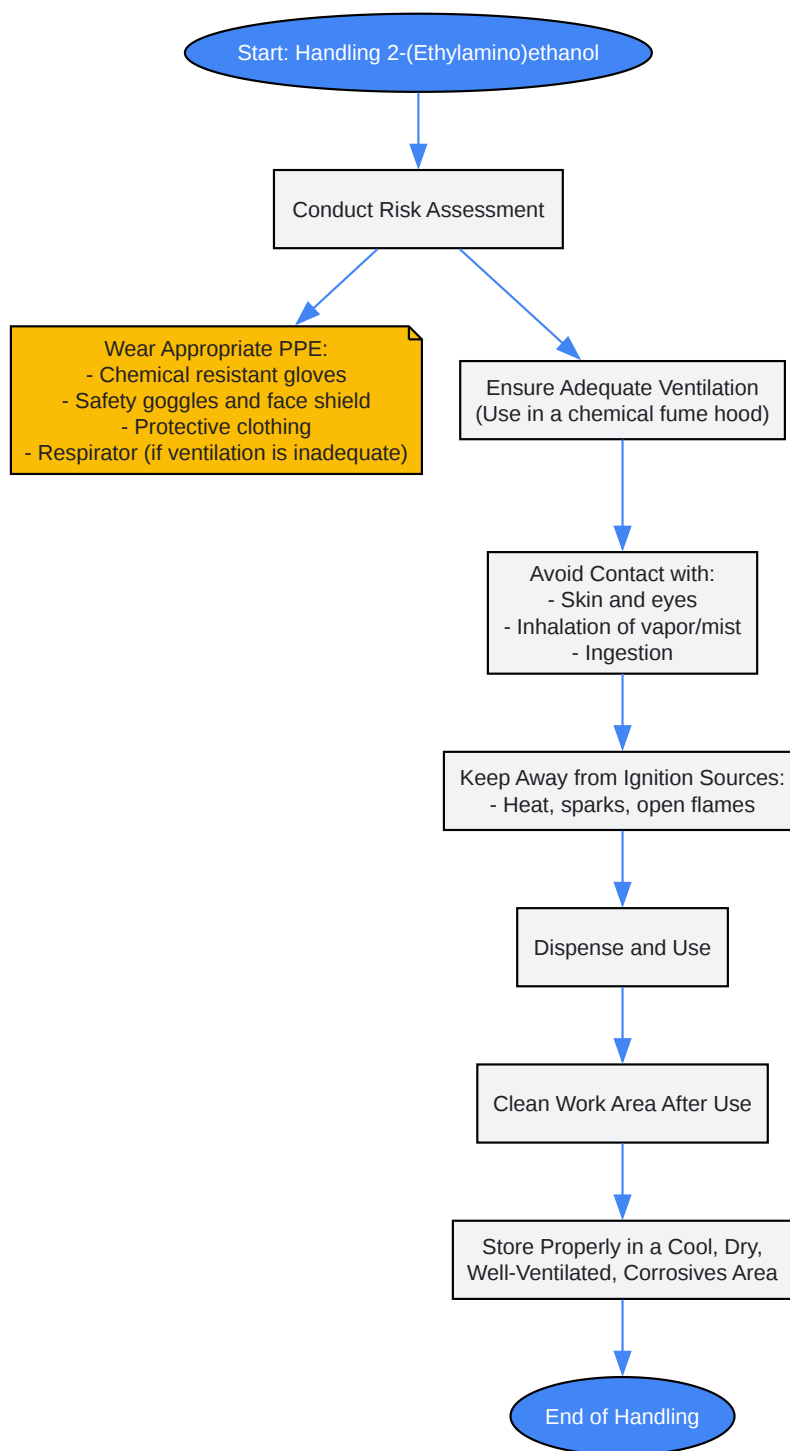 Start: Handling 2-(Ethylamino)ethanol
Conduct Risk Assessment
Wear Appropriate PPE:
- Chemical resistant gloves
- Safety goggles and face shield
- Protective clothing
- Respirator (if ventilation is inadequate)
Ensure Adequate Ventilation
(Use in a chemical fume hood)
Avoid Contact with:
- Skin and eyes
- Inhalation of vapor/mist
- Ingestion
Keep Away from Ignition Sources:
- Heat, sparks, open flames
Dispense and Use
Clean Work Area After Use
Store Properly in a Cool, Dry,
Well-Ventilated, Corrosives Area
End of Handling